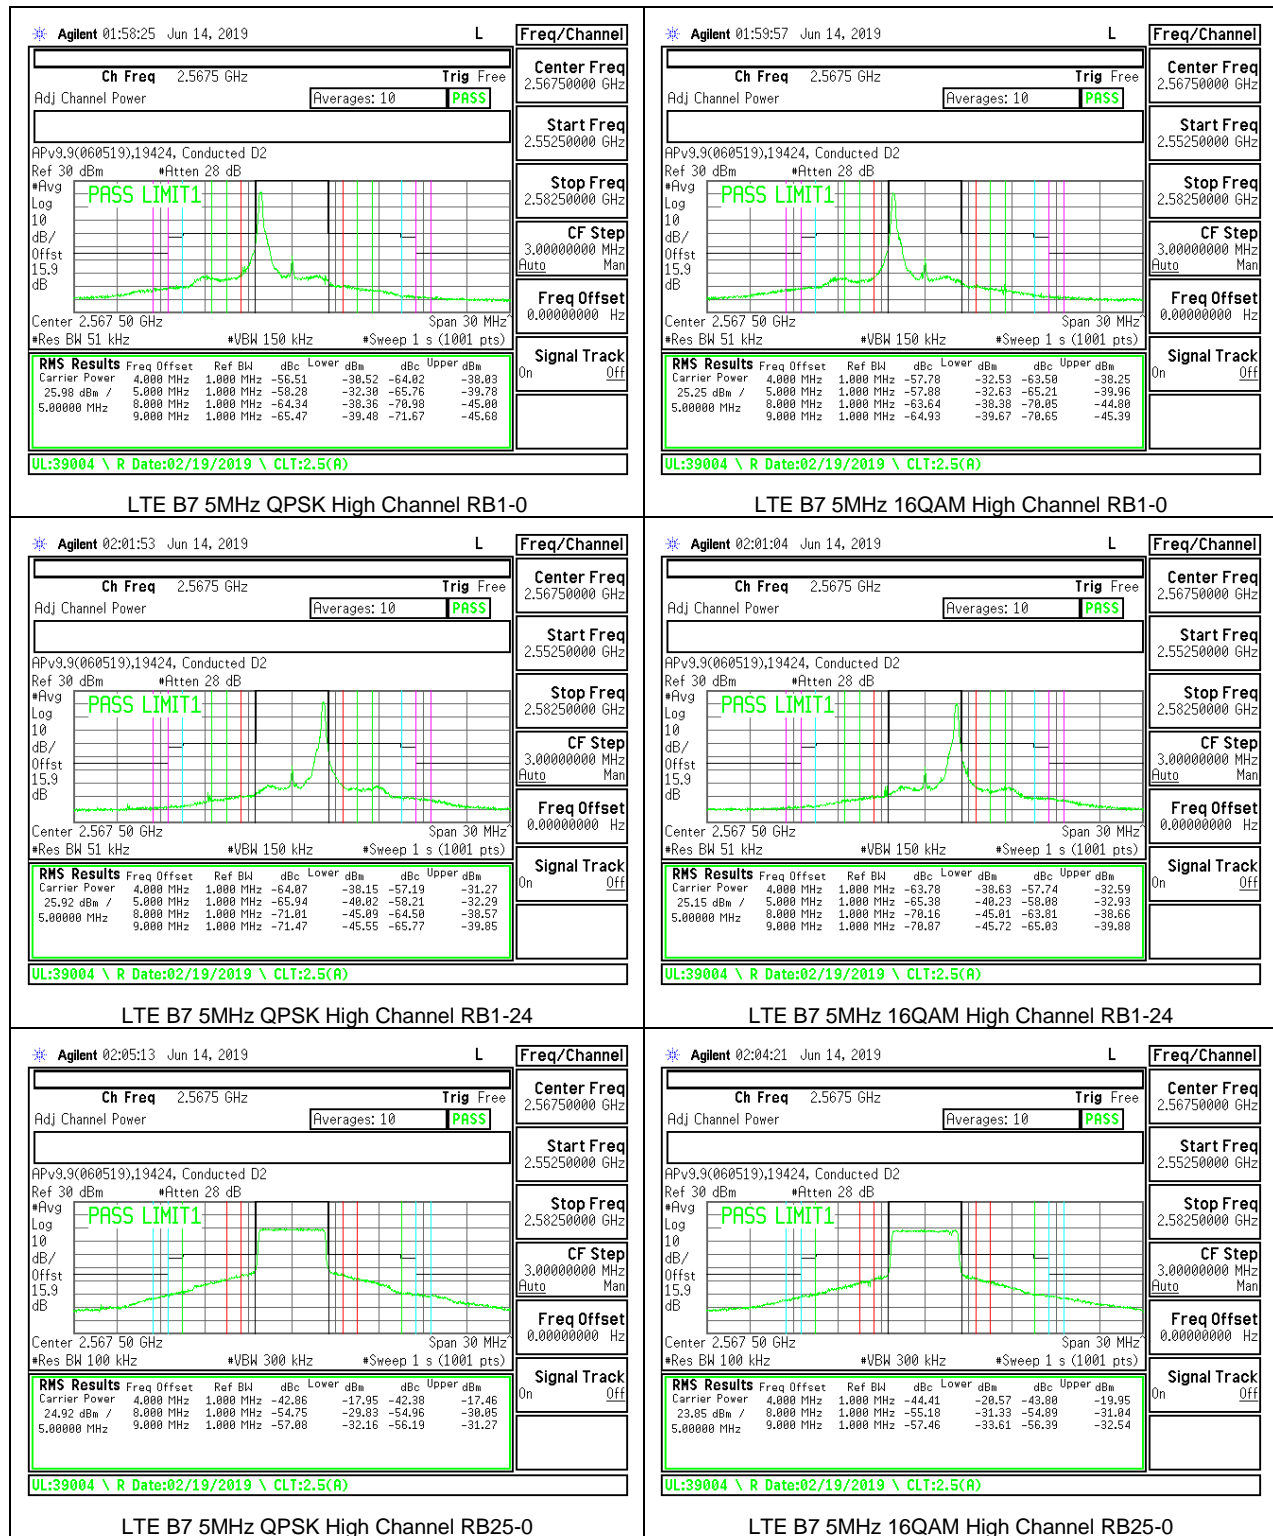 Agilent 01:58:25 Jun 14, 2019 L Freq/Channel
Ch Freq 2.5675 GHz Trig Free
Adj Channel Power Averages: 10 PASS
APv9.9(060519),19424, Conducted D2
Ref 30 dBm #Atten 28 dB
#Avg
Log
10
dB/
Offst
15.9
dB
PASS LIMIT1
Center 2.567 50 GHz Span 30 MHz^
#Res BW 51 kHz #VBW 150 kHz #Sweep 1 s (1001 pts)
RMS Results Freq Offset Ref BW dBc Lower dBm dBc Upper dBm
Carrier Power 4.000 MHz 1.000 MHz -56.51 -30.52 -64.02 -38.03
25.98 dBm / 5.000 MHz 1.000 MHz -58.28 -32.30 -65.76 -39.78
5.00000 MHz 8.000 MHz 1.000 MHz -64.34 -38.36 -70.98 -45.00
9.000 MHz 1.000 MHz -65.47 -39.48 -71.67 -45.68
UL:39004 \ R Date:02/19/2019 \ CLT:2.5(A)
Center Freq
2.56750000 GHz
Start Freq
2.55250000 GHz
Stop Freq
2.58250000 GHz
CF Step
3.00000000 MHz
Auto Man
Freq Offset
0.00000000 Hz
Signal Track
On Off
LTE B7 5MHz QPSK High Channel RB1-0
Agilent 01:59:57 Jun 14, 2019 L Freq/Channel
Ch Freq 2.5675 GHz Trig Free
Adj Channel Power Averages: 10 PASS
APv9.9(060519),19424, Conducted D2
Ref 30 dBm #Atten 28 dB
#Avg
Log
10
dB/
Offst
15.9
dB
PASS LIMIT1
Center 2.567 50 GHz Span 30 MHz^
#Res BW 51 kHz #VBW 150 kHz #Sweep 1 s (1001 pts)
RMS Results Freq Offset Ref BW dBc Lower dBm dBc Upper dBm
Carrier Power 4.000 MHz 1.000 MHz -57.78 -32.53 -63.50 -38.25
25.25 dBm / 5.000 MHz 1.000 MHz -57.88 -32.63 -65.21 -39.96
5.00000 MHz 8.000 MHz 1.000 MHz -63.64 -38.38 -70.05 -44.80
9.000 MHz 1.000 MHz -64.93 -39.67 -70.65 -45.39
UL:39004 \ R Date:02/19/2019 \ CLT:2.5(A)
Center Freq
2.56750000 GHz
Start Freq
2.55250000 GHz
Stop Freq
2.58250000 GHz
CF Step
3.00000000 MHz
Auto Man
Freq Offset
0.00000000 Hz
Signal Track
On Off
LTE B7 5MHz 16QAM High Channel RB1-0
Agilent 02:01:53 Jun 14, 2019 L Freq/Channel
Ch Freq 2.5675 GHz Trig Free
Adj Channel Power Averages: 10 PASS
APv9.9(060519),19424, Conducted D2
Ref 30 dBm #Atten 28 dB
#Avg
Log
10
dB/
Offst
15.9
dB
PASS LIMIT1
Center 2.567 50 GHz Span 30 MHz^
#Res BW 51 kHz #VBW 150 kHz #Sweep 1 s (1001 pts)
RMS Results Freq Offset Ref BW dBc Lower dBm dBc Upper dBm
Carrier Power 4.000 MHz 1.000 MHz -64.07 -38.15 -57.19 -31.27
25.92 dBm / 5.000 MHz 1.000 MHz -65.94 -40.02 -58.21 -32.29
5.00000 MHz 8.000 MHz 1.000 MHz -71.01 -45.09 -64.50 -38.57
9.000 MHz 1.000 MHz -71.47 -45.55 -65.77 -39.85
UL:39004 \ R Date:02/19/2019 \ CLT:2.5(A)
Center Freq
2.56750000 GHz
Start Freq
2.55250000 GHz
Stop Freq
2.58250000 GHz
CF Step
3.00000000 MHz
Auto Man
Freq Offset
0.00000000 Hz
Signal Track
On Off
LTE B7 5MHz QPSK High Channel RB1-24
Agilent 02:01:04 Jun 14, 2019 L Freq/Channel
Ch Freq 2.5675 GHz Trig Free
Adj Channel Power Averages: 10 PASS
APv9.9(060519),19424, Conducted D2
Ref 30 dBm #Atten 28 dB
#Avg
Log
10
dB/
Offst
15.9
dB
PASS LIMIT1
Center 2.567 50 GHz Span 30 MHz^
#Res BW 51 kHz #VBW 150 kHz #Sweep 1 s (1001 pts)
RMS Results Freq Offset Ref BW dBc Lower dBm dBc Upper dBm
Carrier Power 4.000 MHz 1.000 MHz -63.78 -38.63 -57.74 -32.59
25.15 dBm / 5.000 MHz 1.000 MHz -65.38 -40.23 -58.08 -32.93
5.00000 MHz 8.000 MHz 1.000 MHz -70.16 -45.01 -63.81 -38.66
9.000 MHz 1.000 MHz -70.87 -45.72 -65.03 -39.88
UL:39004 \ R Date:02/19/2019 \ CLT:2.5(A)
Center Freq
2.56750000 GHz
Start Freq
2.55250000 GHz
Stop Freq
2.58250000 GHz
CF Step
3.00000000 MHz
Auto Man
Freq Offset
0.00000000 Hz
Signal Track
On Off
LTE B7 5MHz 16QAM High Channel RB1-24
Agilent 02:05:13 Jun 14, 2019 L Freq/Channel
Ch Freq 2.5675 GHz Trig Free
Adj Channel Power Averages: 10 PASS
APv9.9(060519),19424, Conducted D2
Ref 30 dBm #Atten 28 dB
#Avg
Log
10
dB/
Offst
15.9
dB
PASS LIMIT1
Center 2.567 50 GHz Span 30 MHz^
#Res BW 100 kHz #VBW 300 kHz #Sweep 1 s (1001 pts)
RMS Results Freq Offset Ref BW dBc Lower dBm dBc Upper dBm
Carrier Power 4.000 MHz 1.000 MHz -42.86 -17.95 -42.38 -17.46
24.92 dBm / 8.000 MHz 1.000 MHz -54.75 -29.83 -54.96 -30.05
5.00000 MHz 9.000 MHz 1.000 MHz -57.08 -32.16 -56.19 -31.27
UL:39004 \ R Date:02/19/2019 \ CLT:2.5(A)
Center Freq
2.56750000 GHz
Start Freq
2.55250000 GHz
Stop Freq
2.58250000 GHz
CF Step
3.00000000 MHz
Auto Man
Freq Offset
0.00000000 Hz
Signal Track
On Off
LTE B7 5MHz QPSK High Channel RB25-0
Agilent 02:04:21 Jun 14, 2019 L Freq/Channel
Ch Freq 2.5675 GHz Trig Free
Adj Channel Power Averages: 10 PASS
APv9.9(060519),19424, Conducted D2
Ref 30 dBm #Atten 28 dB
#Avg
Log
10
dB/
Offst
15.9
dB
PASS LIMIT1
Center 2.567 50 GHz Span 30 MHz^
#Res BW 100 kHz #VBW 300 kHz #Sweep 1 s (1001 pts)
RMS Results Freq Offset Ref BW dBc Lower dBm dBc Upper dBm
Carrier Power 4.000 MHz 1.000 MHz -44.41 -20.57 -43.80 -19.95
23.85 dBm / 8.000 MHz 1.000 MHz -55.18 -31.33 -54.89 -31.04
5.00000 MHz 9.000 MHz 1.000 MHz -57.46 -33.61 -56.39 -32.54
UL:39004 \ R Date:02/19/2019 \ CLT:2.5(A)
Center Freq
2.56750000 GHz
Start Freq
2.55250000 GHz
Stop Freq
2.58250000 GHz
CF Step
3.00000000 MHz
Auto Man
Freq Offset
0.00000000 Hz
Signal Track
On Off
LTE B7 5MHz 16QAM High Channel RB25-0